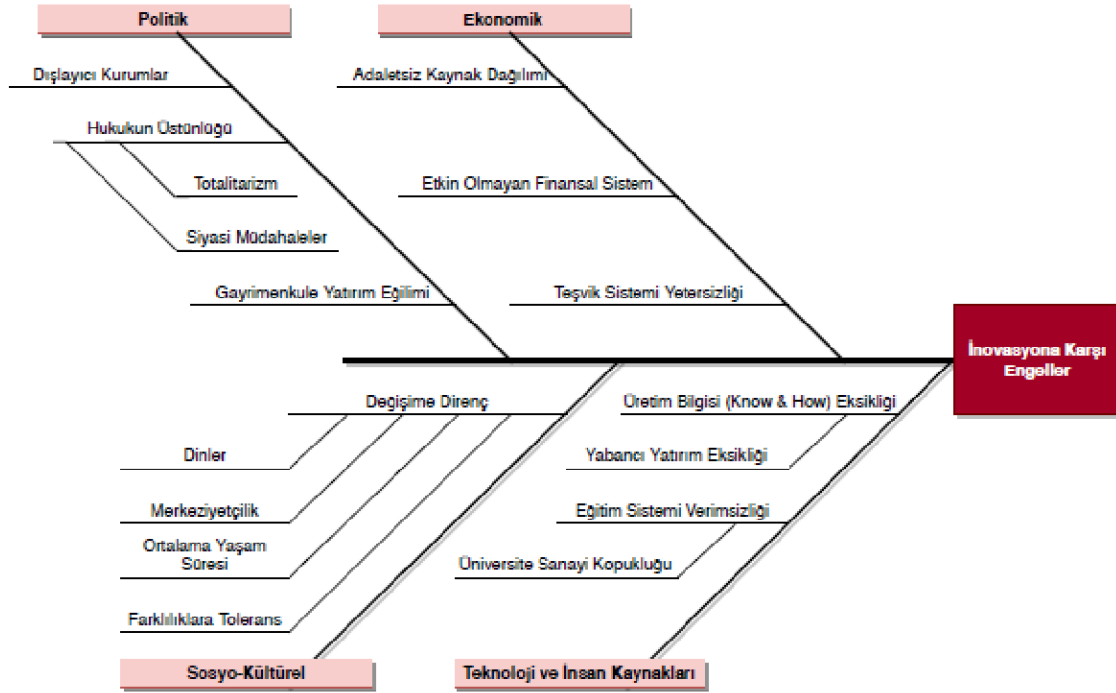 Politik
Ekonomik
Dışlayıcı Kurumlar
Adaletsiz Kaynak Dağılımı
Hukukun Üstünlüğü
Totalitarizm
Etkin Olmayan Finansal Sistem
Siyasi Müdahaleler
Gayrimenkule Yatırım Eğilimi
Teşvik Sistemi Yetersizliği
İnovasyona Karşı
Engeller
Değişime Direnç
Üretim Bilgisi (Know & How) Eksikliği
Dinler
Yabancı Yatırım Eksikliği
Merkeziyetçilik
Eğitim Sistemi Verimsizliği
Ortalama Yaşam
Süresi
Üniversite Sanayi Kopukluğu
Farklılıklara Tolerans
Sosyo-Kültürel
Teknoloji ve İnsan Kaynakları